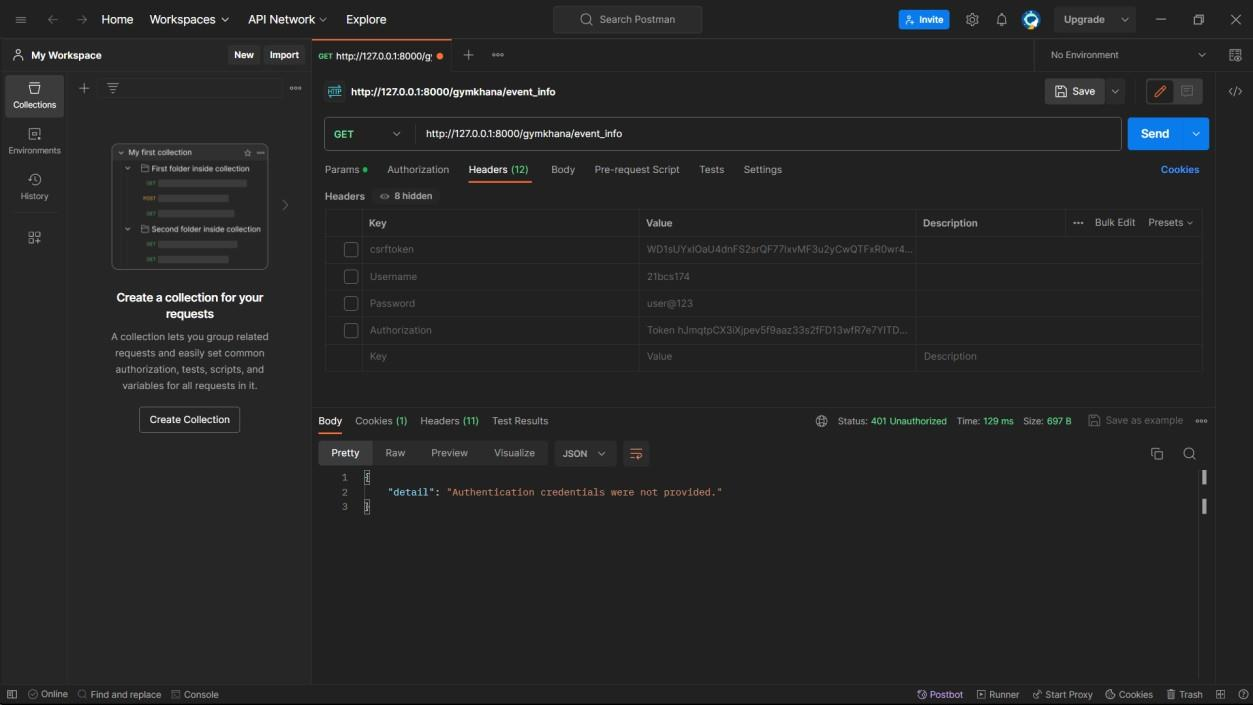 Home Workspaces API Network Explore Search Postman Invite Upgrade
My Workspace New Import GET http://127.0.0.1:8000/gy No Environment
Collections
Environments
History
My first collection
First folder inside collection
GET
POST
GET
Second folder inside collection
GET
GET
Create a collection for your
requests
A collection lets you group related
requests and easily set common
authorization, tests, scripts, and
variables for all requests in it.
Create Collection
HTTP http://127.0.0.1:8000/gymkhana/event_info Save
GET http://127.0.0.1:8000/gymkhana/event_info Send
Params Authorization Headers (12) Body Pre-request Script Tests Settings Cookies
Headers 8 hidden
Key Value Description Bulk Edit Presets
csrftoken WD1sUYxIOaU4dnFS2srQF77lxvMF3u2yCwQTFxR0wr4...
Username 21bcs174
Password user@123
Authorization Token hJmqtpCX3iXjpev5f9aaz33s2fFD13wfR7e7YITD...
Key Value Description
Body Cookies (1) Headers (11) Test Results Status: 401 Unauthorized Time: 129 ms Size: 697 B Save as example
Pretty Raw Preview Visualize JSON
1 {
2 "detail": "Authentication credentials were not provided."
3 }
Online Find and replace Console Postbot Runner Start Proxy Cookies Trash